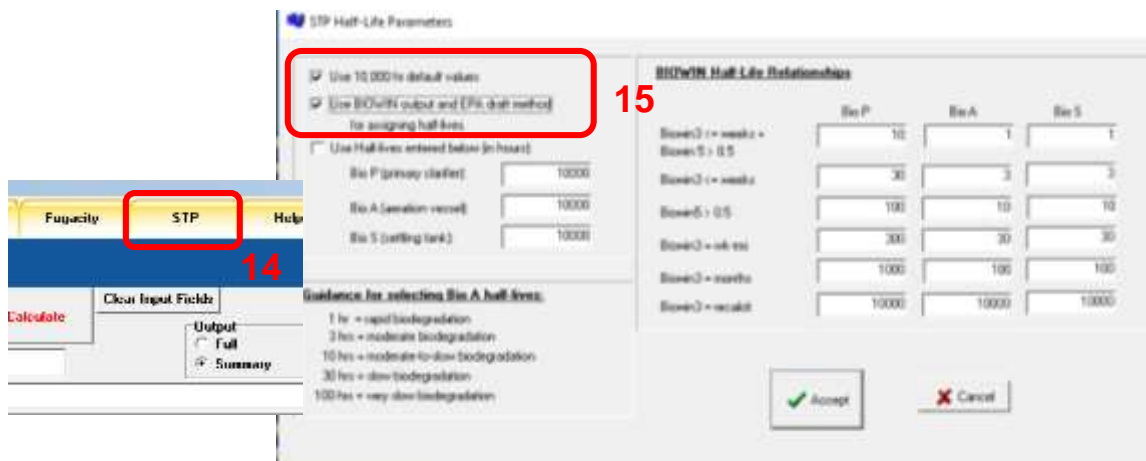 STP Half-Life Parameters
Use 10,000 hr default values
Use BIOWIN output and EPA draft method
for assigning half-lives
Use Half-lives entered below (in hours):
Bio P (primary clarifier): 10000
Bio A (aeration vessel): 10000
Bio S (settling tank): 10000
15
BIOWIN Half-Life Relationships
Bio P Bio A Bio S
Biowin3 <= weeks +
Biowin 5 > 0.5 10 1 1
Biowin3 <= weeks 30 3 3
Biowin5 > 0.5 100 10 10
Biowin3 = wk-mo 300 30 30
Biowin3 = months 1000 100 100
Biowin3 = recalcit 10000 10000 10000
Guidance for selecting Bio A half-lives:
1 hr = rapid biodegradation
3 hrs = moderate biodegradation
10 hrs = moderate-to-slow biodegradation
30 hrs = slow biodegradation
100 hrs = very slow biodegradation
Accept Cancel
Fugacity STP Help
14
Calculate Clear Input Fields
Output
Full
Summary